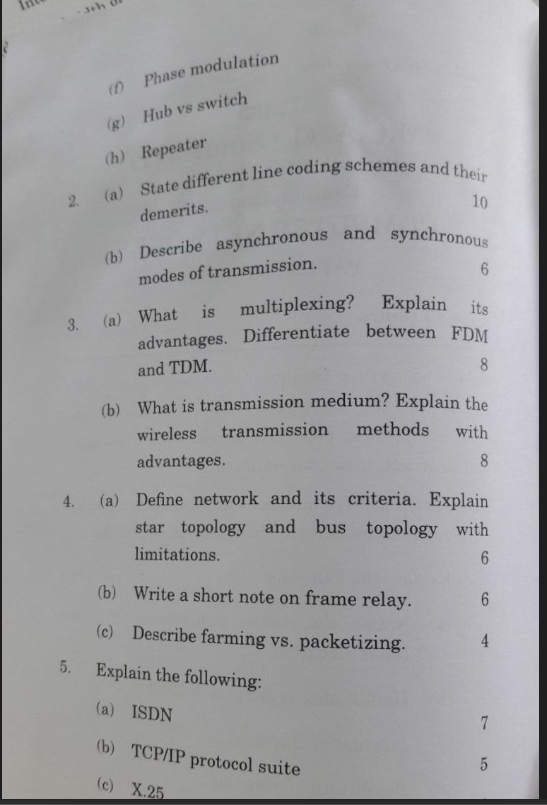 (f) Phase modulation
(g) Hub vs switch
(h) Repeater
2. (a) State different line coding schemes and their
demerits. 10
(b) Describe asynchronous and synchronous
modes of transmission. 6
3. (a) What is multiplexing? Explain its
advantages. Differentiate between FDM
and TDM. 8
(b) What is transmission medium? Explain the
wireless transmission methods with
advantages. 8
4. (a) Define network and its criteria. Explain
star topology and bus topology with
limitations. 6
(b) Write a short note on frame relay. 6
(c) Describe farming vs. packetizing. 4
5. Explain the following:
(a) ISDN 7
(b) TCP/IP protocol suite 5
(c) X.25